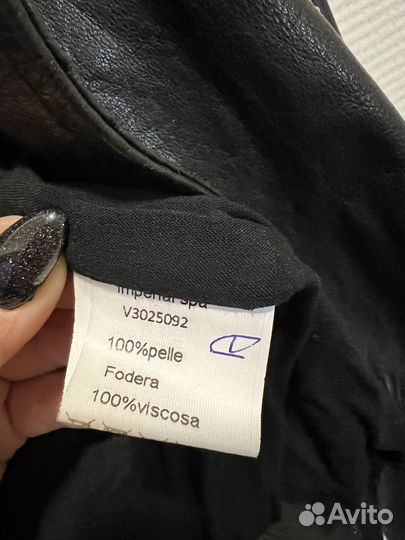 Imperial spa
V3025092
100%pelle
L
Fodera
100%viscosa
Avito